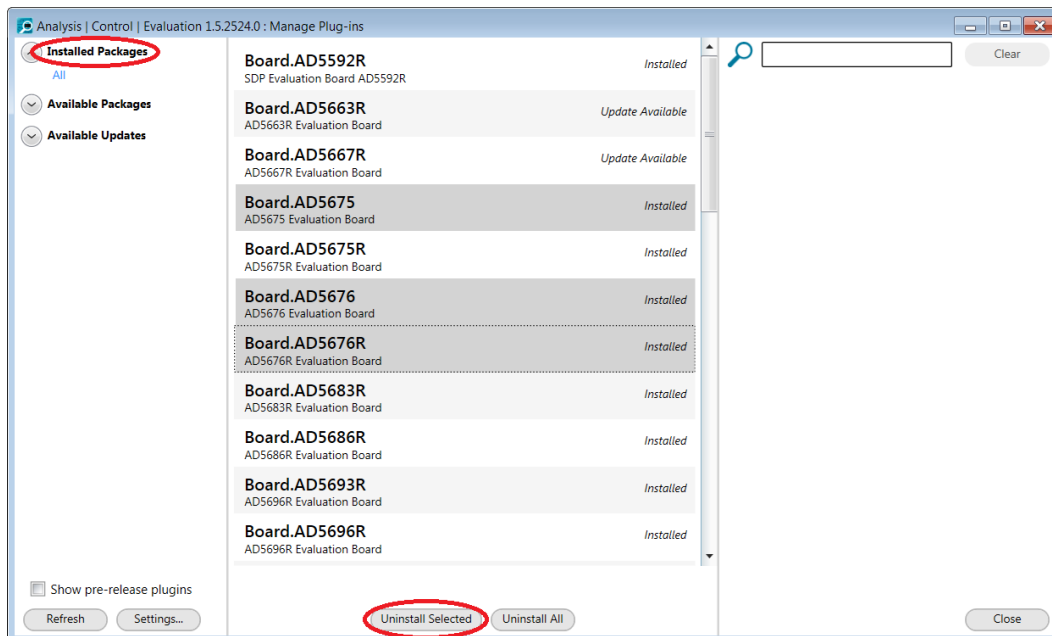 Analysis | Control | Evaluation 1.5.2524.0 : Manage Plug-ins
Installed Packages
All
Available Packages
Available Updates
Board.AD5592R
Installed
SDP Evaluation Board AD5592R
Board.AD5663R
Update Available
AD5663R Evaluation Board
Board.AD5667R
Update Available
AD5667R Evaluation Board
Board.AD5675
Installed
AD5675 Evaluation Board
Board.AD5675R
Installed
AD5675R Evaluation Board
Board.AD5676
Installed
AD5676 Evaluation Board
Board.AD5676R
Installed
AD5676R Evaluation Board
Board.AD5683R
Installed
AD5683R Evaluation Board
Board.AD5686R
Installed
AD5686R Evaluation Board
Board.AD5693R
Installed
AD5696R Evaluation Board
Board.AD5696R
Installed
AD5696R Evaluation Board
Clear
Show pre-release plugins
Refresh
Settings...
Uninstall Selected
Uninstall All
Close